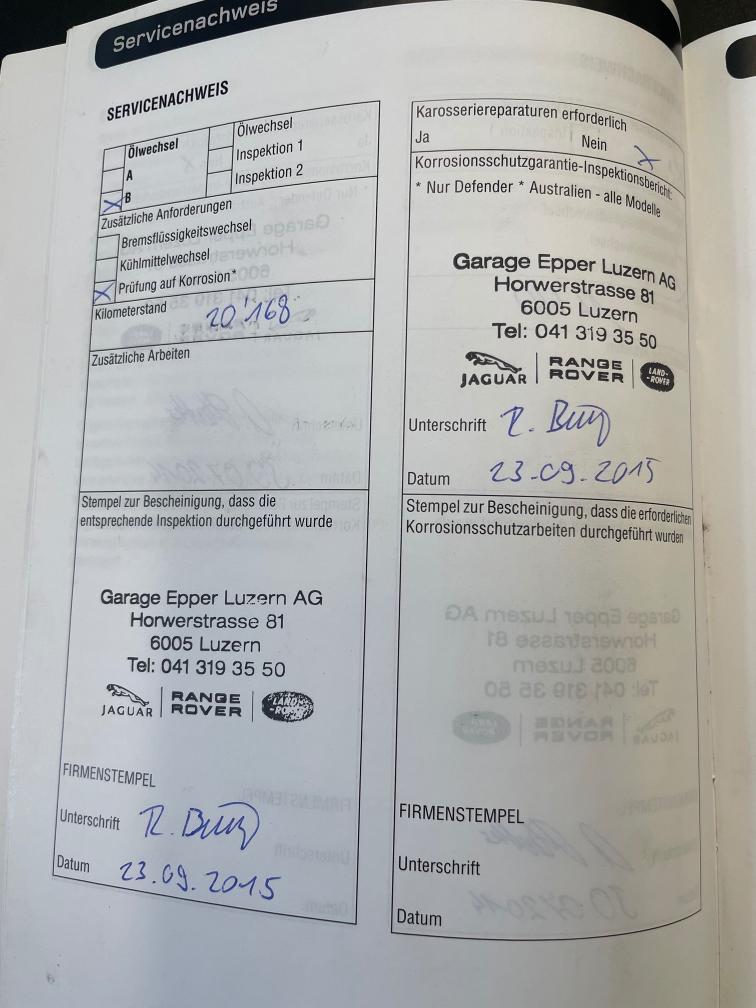 Servicenachweis
SERVICENACHWEIS
Ölwechsel
A
B
Ölwechsel
Inspektion 1
Inspektion 2
Zusätzliche Anforderungen
Bremsflüssigkeitswechsel
Kühlmittelwechsel
Prüfung auf Korrosion*
Kilometerstand 20'168
Zusätzliche Arbeiten
Stempel zur Bescheinigung, dass die
entsprechende Inspektion durchgeführt wurde
Garage Epper Luzern AG
Horwerstrasse 81
6005 Luzern
Tel: 041 319 35 50
JAGUAR
RANGE
ROVER
LAND-
-ROVER
FIRMENSTEMPEL
Unterschrift
Datum 23.09.2015
Karosseriereparaturen erforderlich
Ja Nein
Korrosionsschutzgarantie-Inspektionsbericht:
* Nur Defender * Australien - alle Modelle
Garage Epper Luzern AG
Horwerstrasse 81
6005 Luzern
Tel: 041 319 35 50
JAGUAR
RANGE
ROVER
LAND-
-ROVER
Unterschrift
Datum 23.09.2015
Stempel zur Bescheinigung, dass die erforderlichen
Korrosionsschutzarbeiten durchgeführt wurden
FIRMENSTEMPEL
Unterschrift
Datum